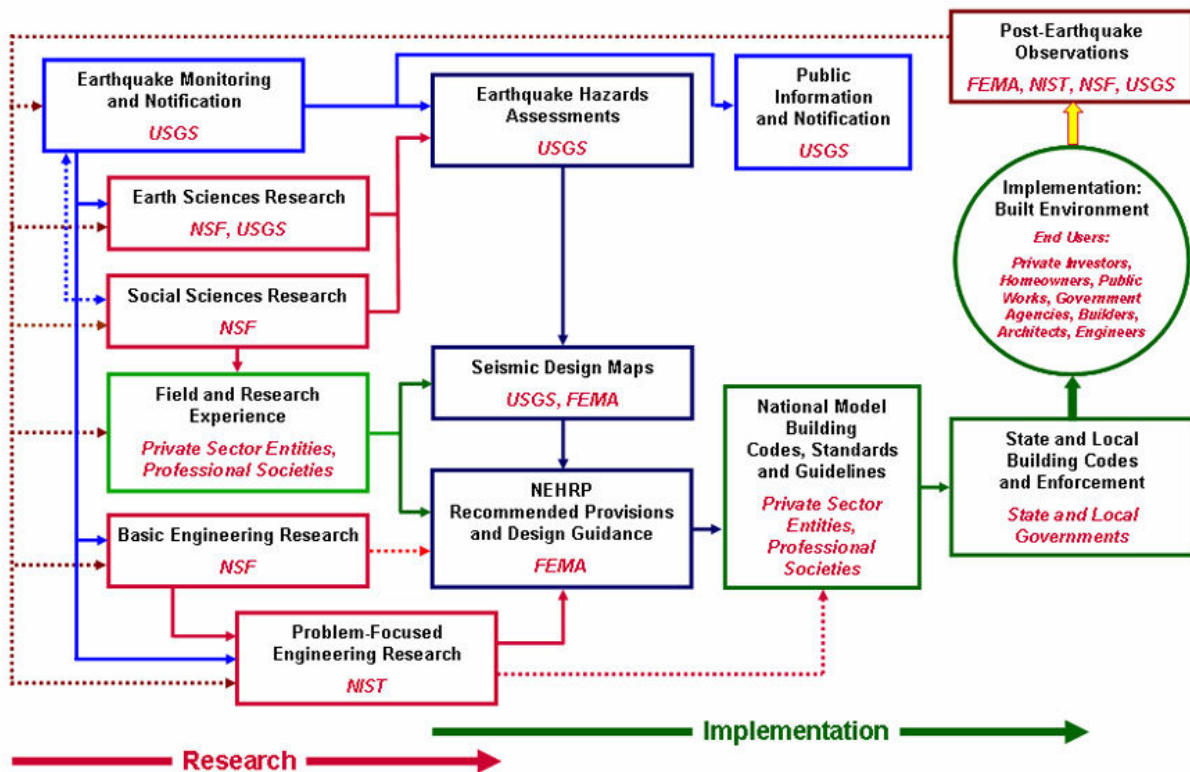 Post-Earthquake
Observations
FEMA, NIST, NSF, USGS
Earthquake Monitoring
and Notification
USGS
Earthquake Hazards
Assessments
USGS
Public
Information
and Notification
USGS
Earth Sciences Research
NSF, USGS
Implementation:
Built Environment
End Users:
Private Investors,
Homeowners, Public
Works, Government
Agencies, Builders,
Architects, Engineers
Social Sciences Research
NSF
Field and Research
Experience
Private Sector Entities,
Professional Societies
Seismic Design Maps
USGS, FEMA
National Model
Building
Codes, Standards
and Guidelines
Private Sector
Entities,
Professional
Societies
State and Local
Building Codes
and Enforcement
State and Local
Governments
NEHRP
Recommended Provisions
and Design Guidance
FEMA
Basic Engineering Research
NSF
Problem-Focused
Engineering Research
NIST
Implementation
Research